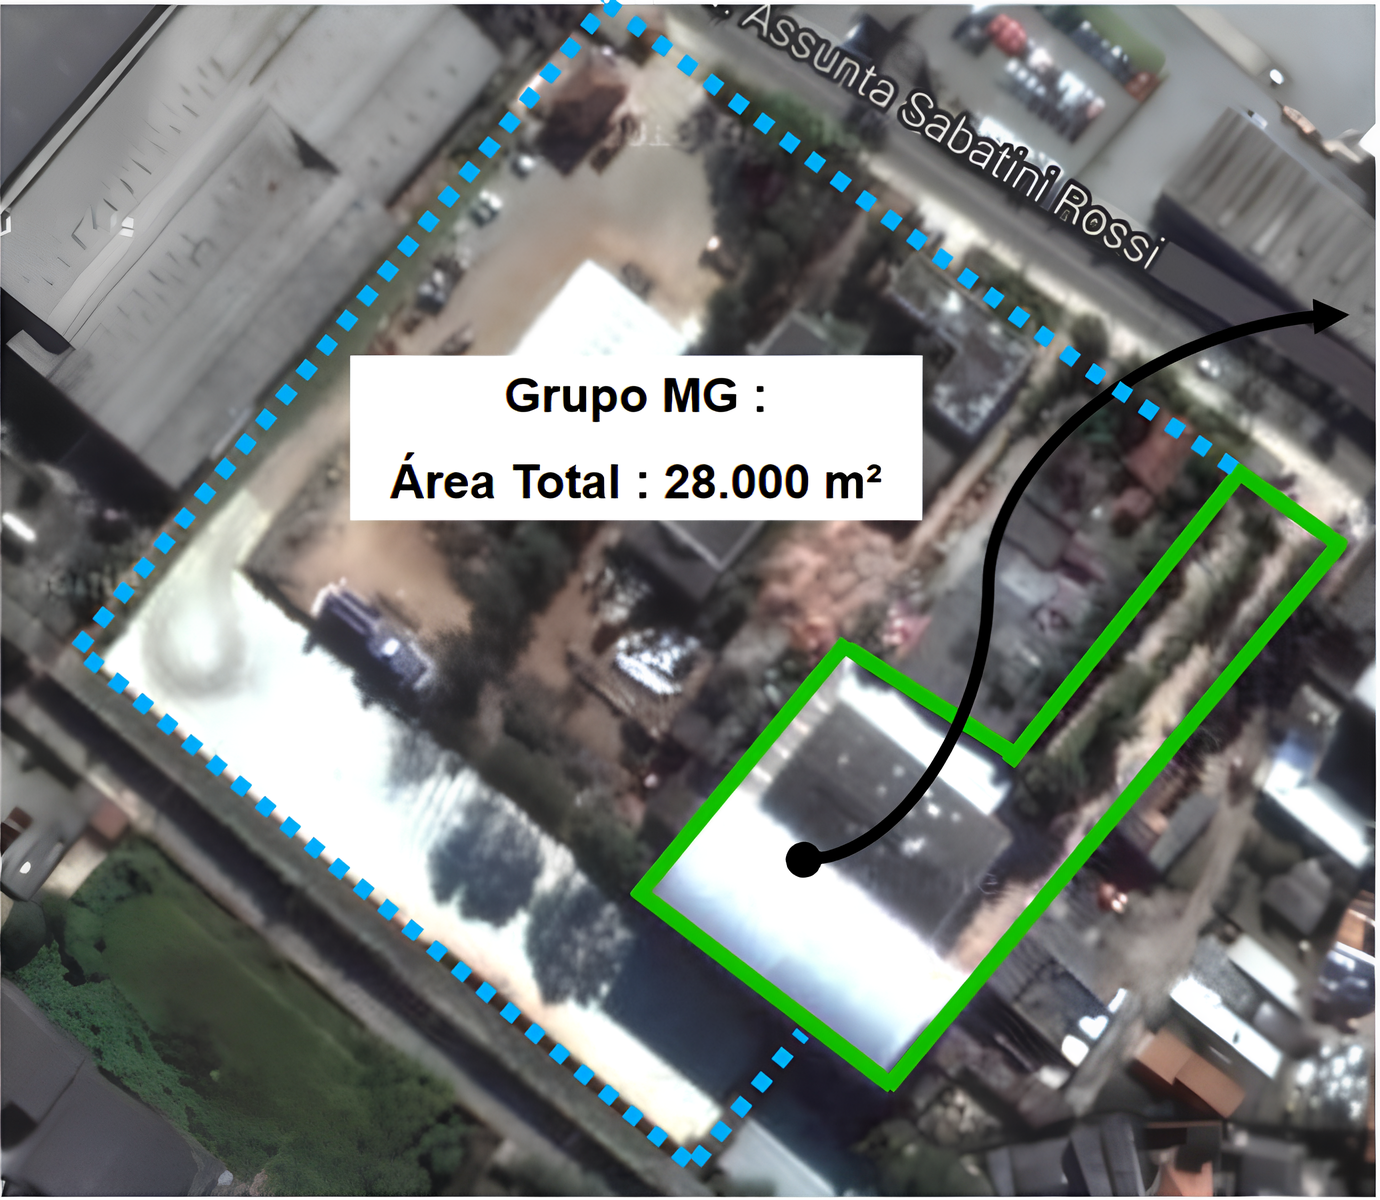 Assunta Sabatini Rossi
Grupo MG :
Área Total : 28.000 m²